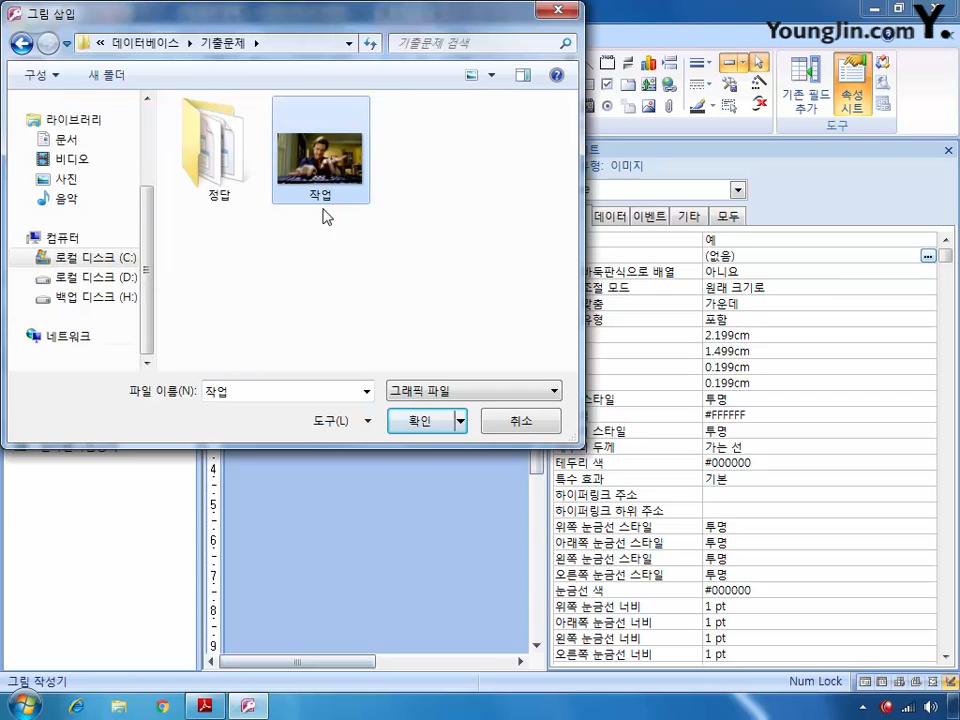 그림 삽입
YoungJin.com Y.
« 데이터베이스 ▸ 기출문제 ▸
기출문제 검색
구성 ▼ 새 폴더
라이브러리
문서
비디오
사진
음악
컴퓨터
로컬 디스크 (C:)
로컬 디스크 (D:)
백업 디스크 (H:)
네트워크
정답
작업
파일 이름(N): 작업
그래픽 파일
도구(L) ▼ 확인 취소
기존 필드 추가
속성 시트
도구
유형: 이미지
데이터 이벤트 기타 모두
예
(없음)
바둑판식으로 배열 아니요
조절 모드 원래 크기로
맞춤 가운데
유형 포함
2.199cm
1.499cm
0.199cm
0.199cm
스타일 투명
#FFFFFF
스타일 투명
두께 가는 선
테두리 색 #000000
특수 효과 기본
하이퍼링크 주소
하이퍼링크 하위 주소
위쪽 눈금선 스타일 투명
아래쪽 눈금선 스타일 투명
왼쪽 눈금선 스타일 투명
오른쪽 눈금선 스타일 투명
눈금선 색 #000000
위쪽 눈금선 너비 1 pt
아래쪽 눈금선 너비 1 pt
왼쪽 눈금선 너비 1 pt
오른쪽 눈금선 너비 1 pt
4
5
6
7
8
9
그림 작성기
Num Lock